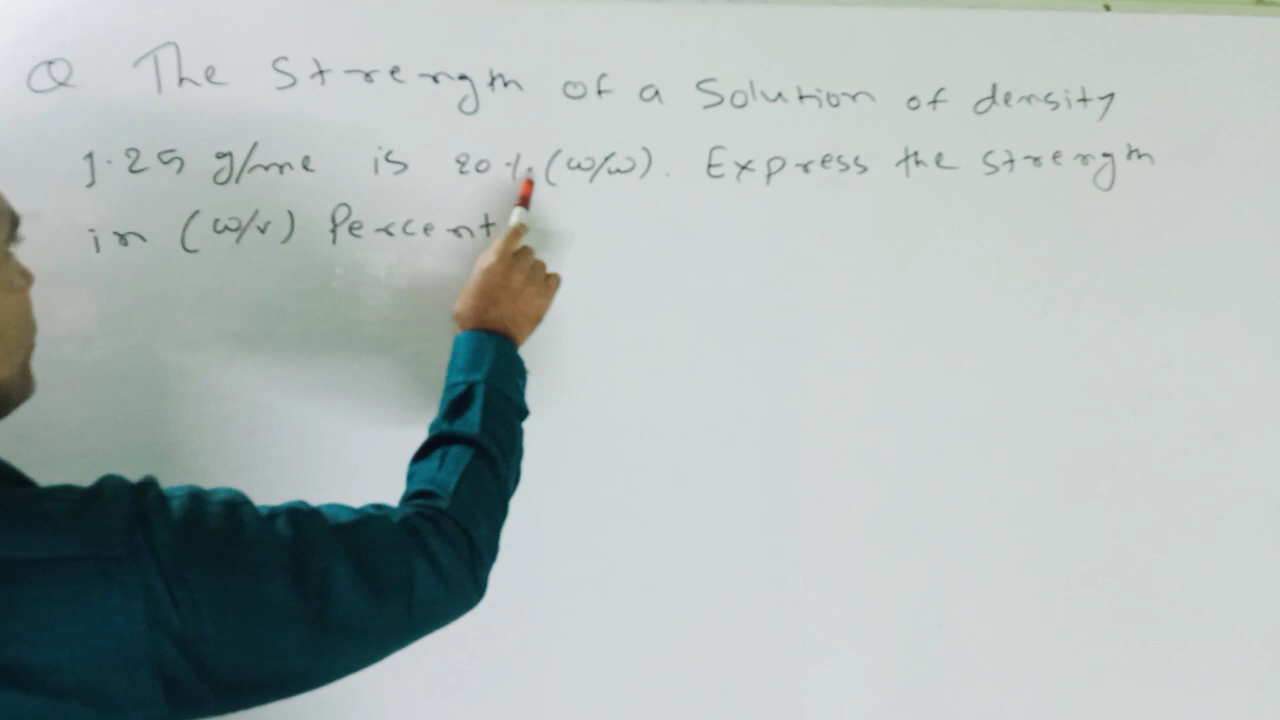 Q The Strength of a Solution of density
1.25 g/ml is 20% (w/w). Express the strength
in (w/v) Percent